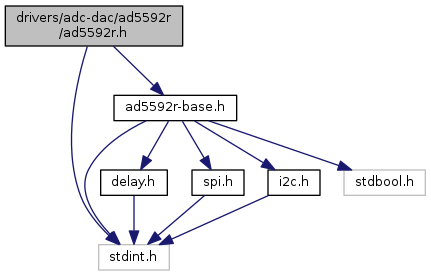 drivers/adc-dac/ad5592r
/ad5592r.h
ad5592r-base.h
delay.h
spi.h
i2c.h
stdbool.h
stdint.h